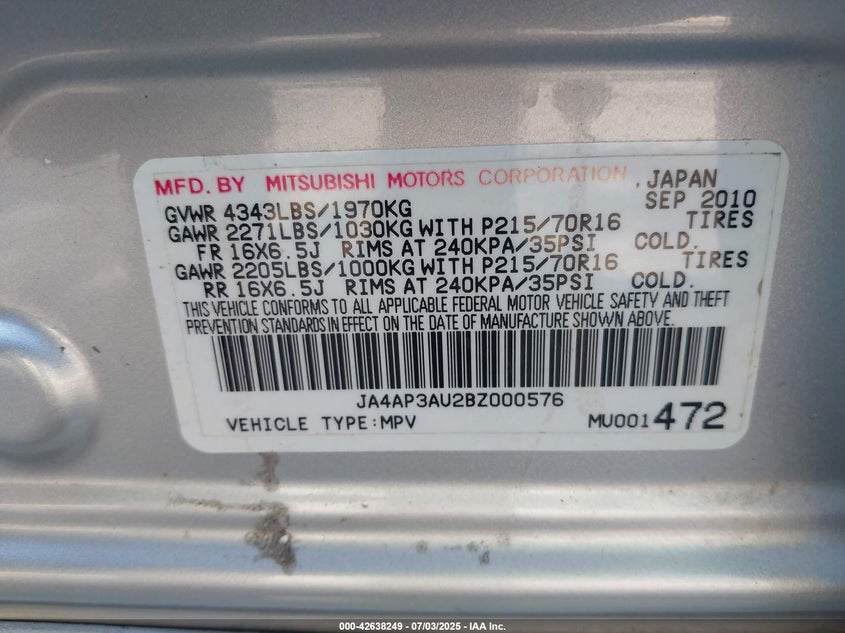 MFD. BY MITSUBISHI MOTORS CORPORATION, JAPAN
GVWR 4343LBS/1970KG SEP 2010
GAWR 2271LBS/1030KG WITH P215/70R16 TIRES
FR 16X6.5J RIMS AT 240KPA/35PSI COLD.
GAWR 2205LBS/1000KG WITH P215/70R16 TIRES
RR 16X6.5J RIMS AT 240KPA/35PSI COLD.
THIS VEHICLE CONFORMS TO ALL APPLICABLE FEDERAL MOTOR VEHICLE SAFETY AND THEFT
PREVENTION STANDARDS IN EFFECT ON THE DATE OF MANUFACTURE SHOWN ABOVE.
JA4AP3AU2BZ000576
VEHICLE TYPE:MPV MU001472
000-42638249 - 07/03/2025 - IAA Inc.